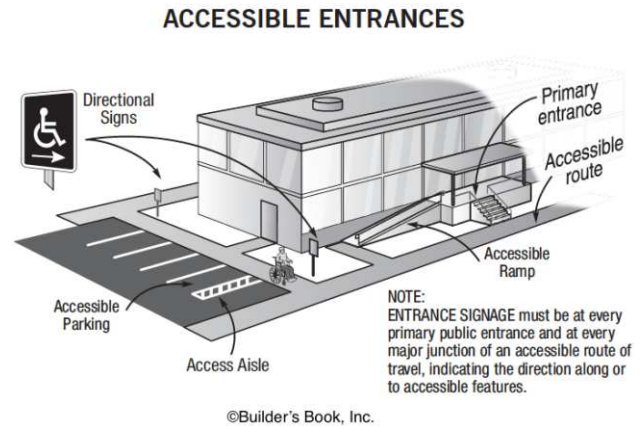 ACCESSIBLE ENTRANCES
Directional
Signs
Primary
entrance
Accessible
route
Accessible
Ramp
Accessible
Parking
Access Aisle
NOTE:
ENTRANCE SIGNAGE must be at every
primary public entrance and at every
major junction of an accessible route of
travel, indicating the direction along or
to accessible features.
©Builder's Book, Inc.